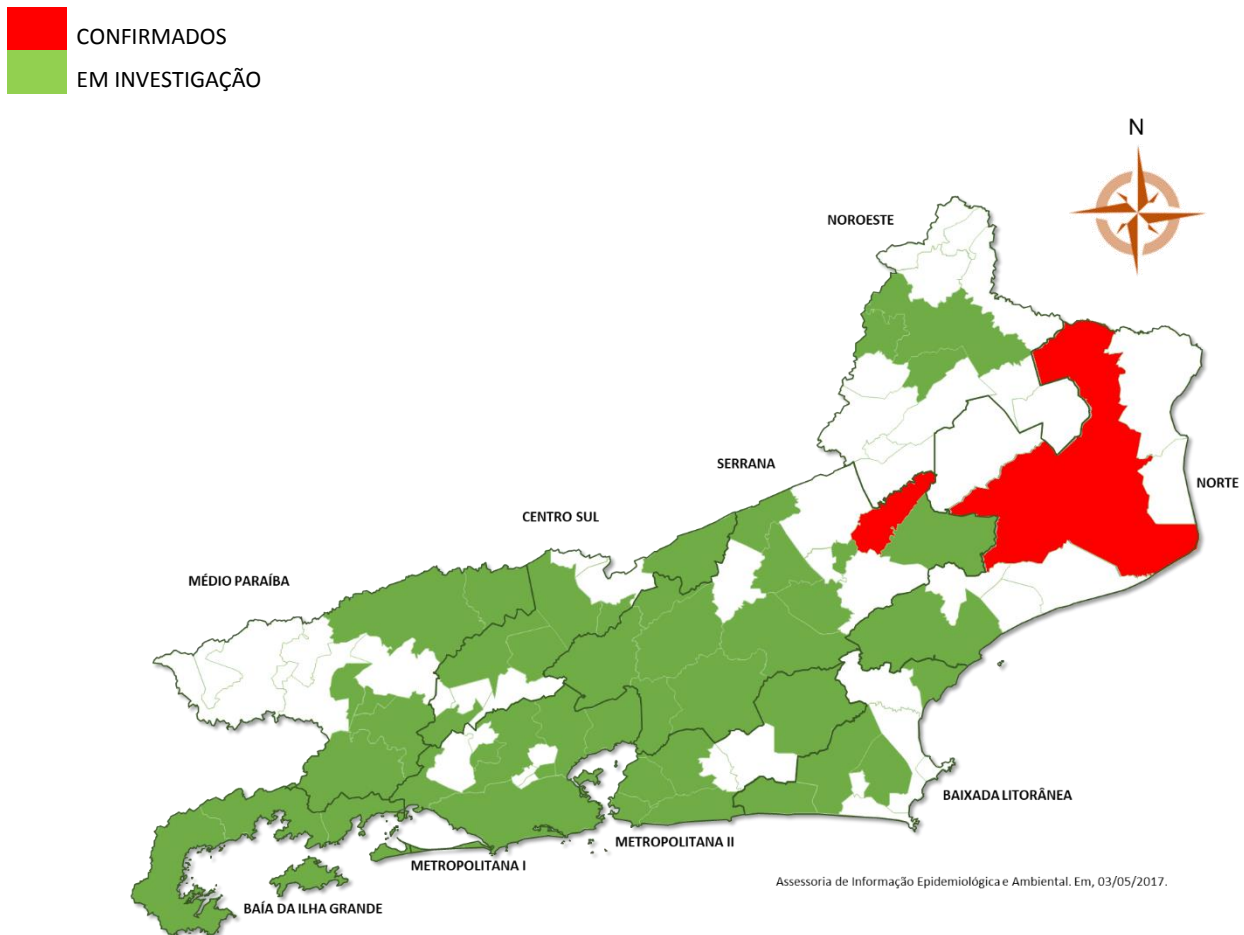 CONFIRMADOS
EM INVESTIGAÇÃO
N
NOROESTE
SERRANA
NORTE
CENTRO SUL
MÉDIO PARAÍBA
BAIXADA LITORÂNEA
METROPOLITANA II
METROPOLITANA I
Assessoria de Informação Epidemiológica e Ambiental. Em, 03/05/2017.
BAÍA DA ILHA GRANDE